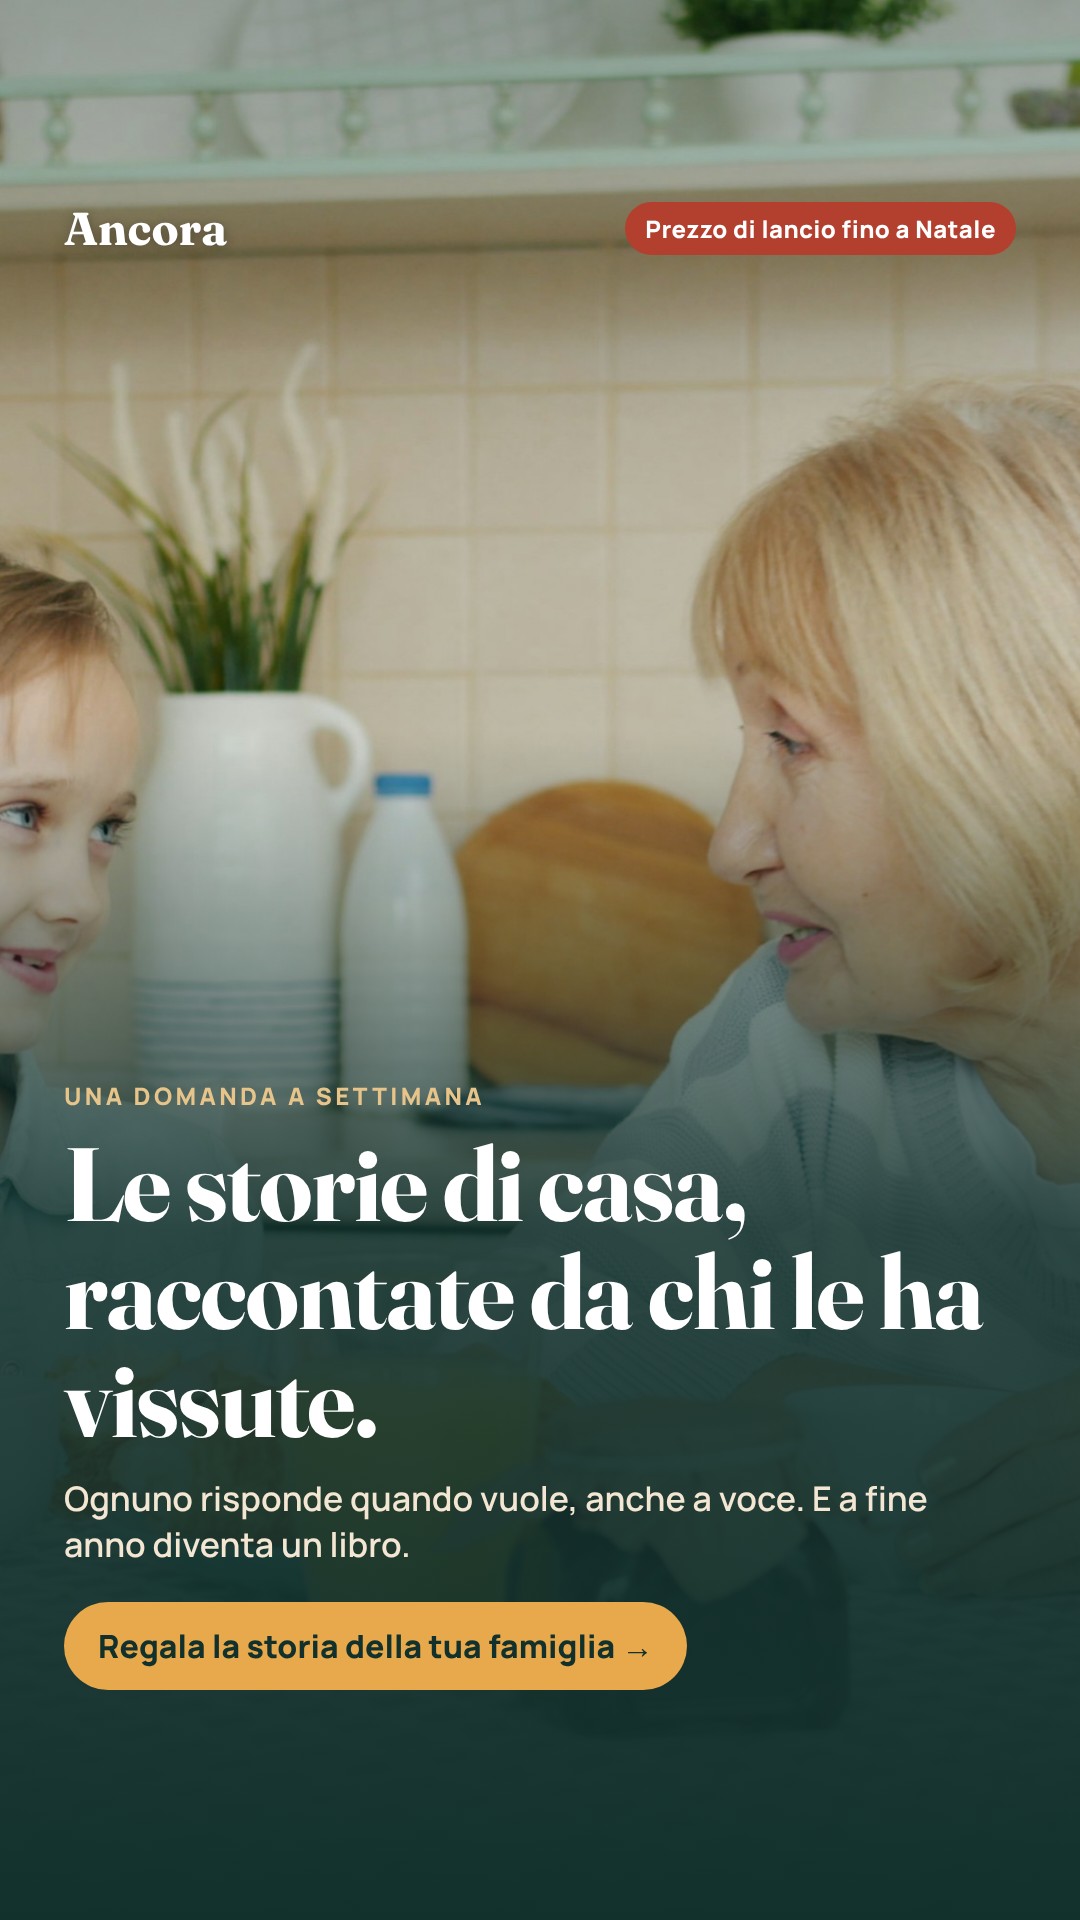 Ancora
Prezzo di lancio fino a Natale
UNA DOMANDA A SETTIMANA
Le storie di casa,
raccontate da chi le ha
vissute.
Ognuno risponde quando vuole, anche a voce. E a fine
anno diventa un libro.
Regala la storia della tua famiglia →